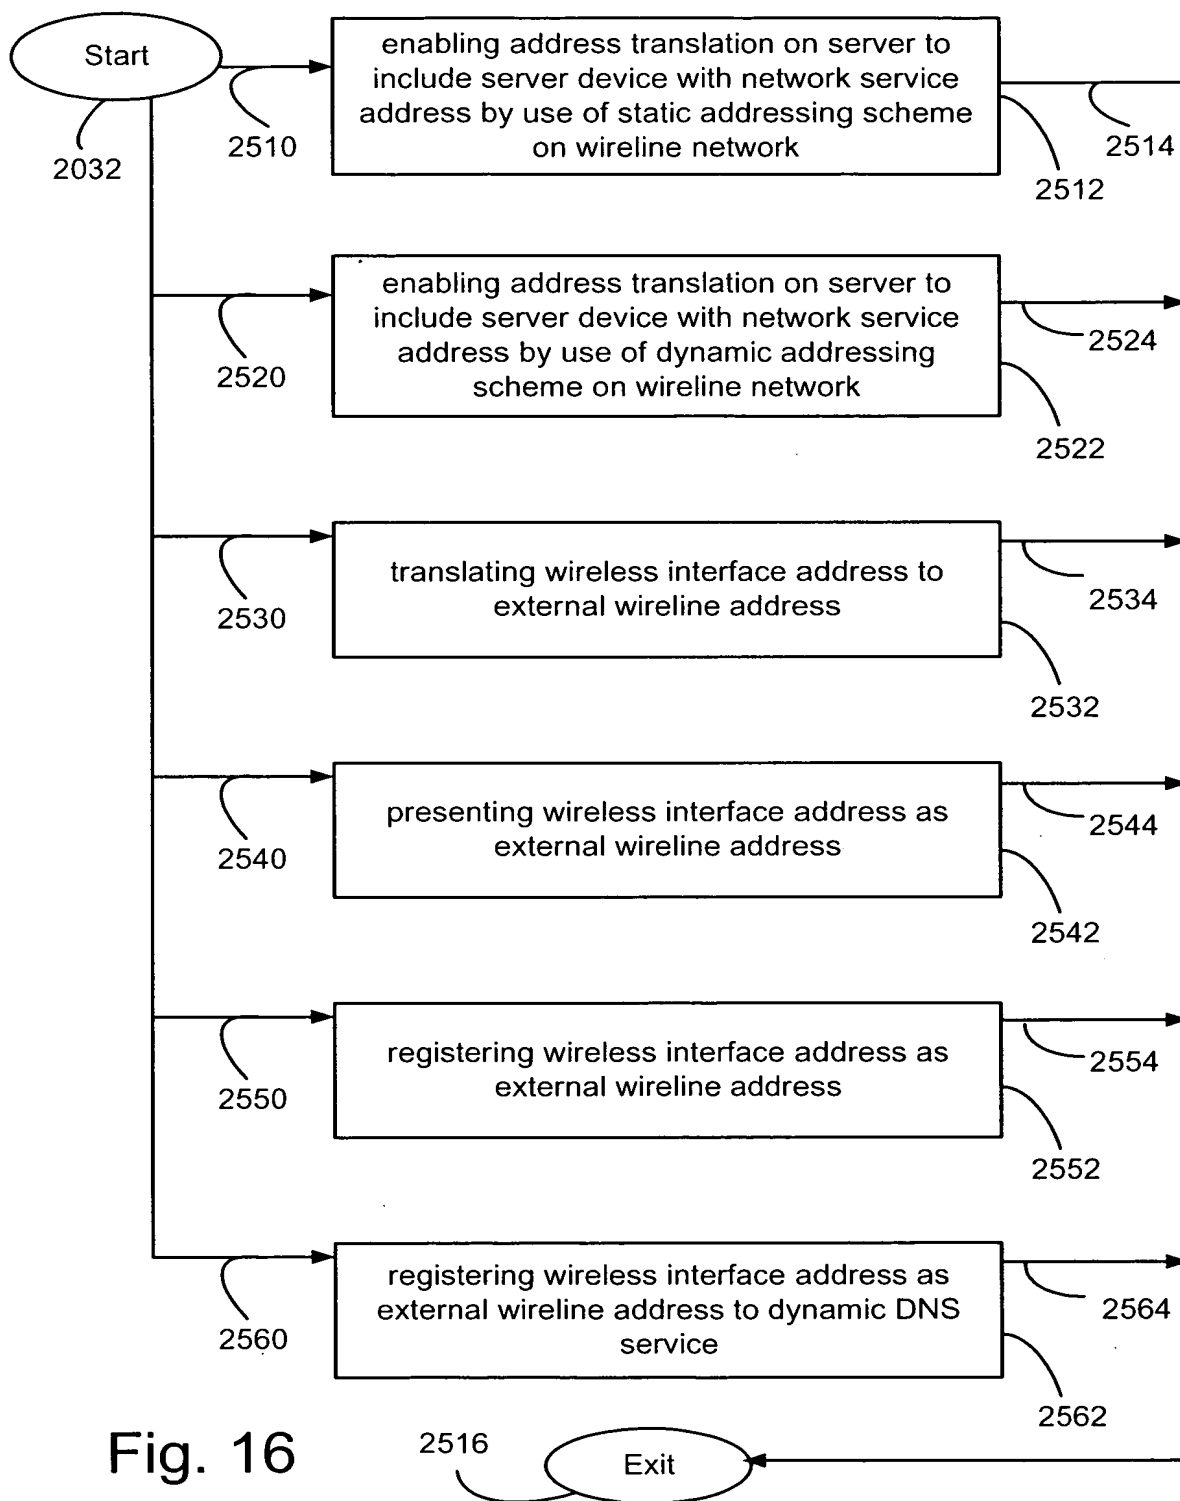 Start
enabling address translation on server to
include server device with network service
address by use of static addressing scheme
on wireline network
2032
2510
2512
2514
enabling address translation on server to
include server device with network service
address by use of dynamic addressing
scheme on wireline network
2520
2524
2522
translating wireless interface address to
external wireline address
2530
2534
2532
presenting wireless interface address as
external wireline address
2540
2544
2542
registering wireless interface address as
external wireline address
2550
2554
2552
registering wireless interface address as
external wireline address to dynamic DNS
service
2560
2564
2562
Fig. 16
2516
Exit